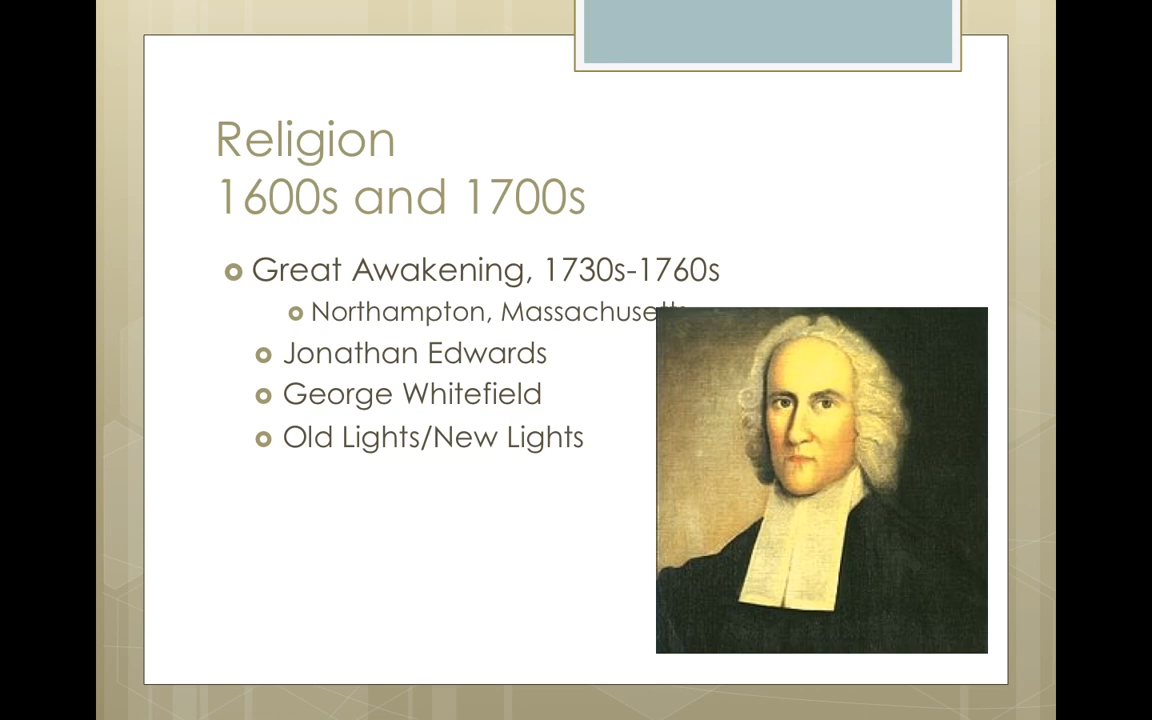 Religion
1600s and 1700s
Great Awakening, 1730s-1760s
Northampton, Massachusetts
Jonathan Edwards
George Whitefield
Old Lights/New Lights